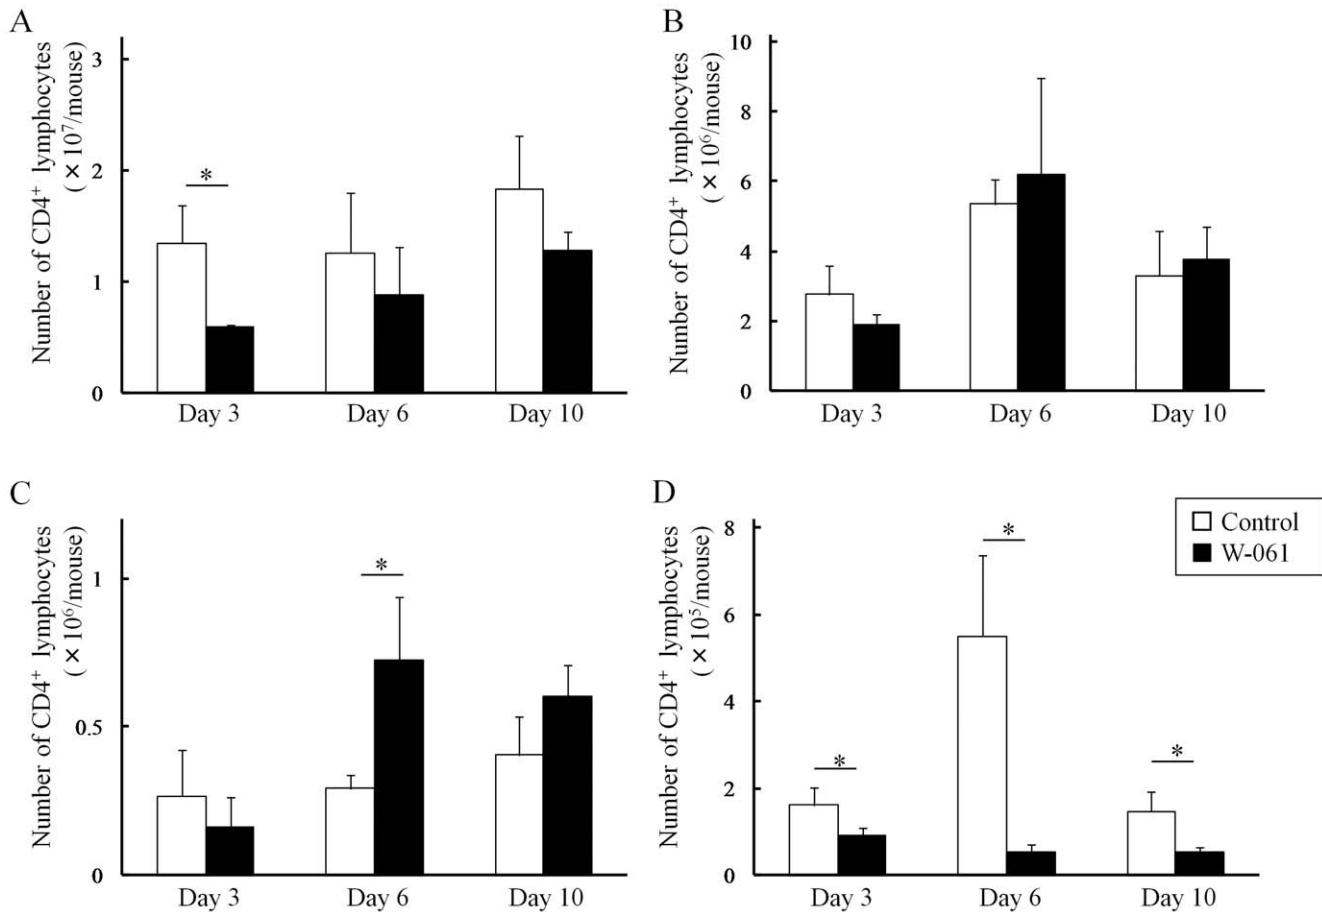 A
Number of CD4⁺ lymphocytes
(×10⁷/mouse)
3
2
1
0
*
Day 3
Day 6
Day 10
B
Number of CD4⁺ lymphocytes
(×10⁶/mouse)
10
8
6
4
2
0
Day 3
Day 6
Day 10
C
Number of CD4⁺ lymphocytes
(×10⁶/mouse)
1
0.5
0
*
Day 3
Day 6
Day 10
D
Number of CD4⁺ lymphocytes
(×10⁵/mouse)
8
6
4
2
0
*
*
*
Day 3
Day 6
Day 10
Control
W-061